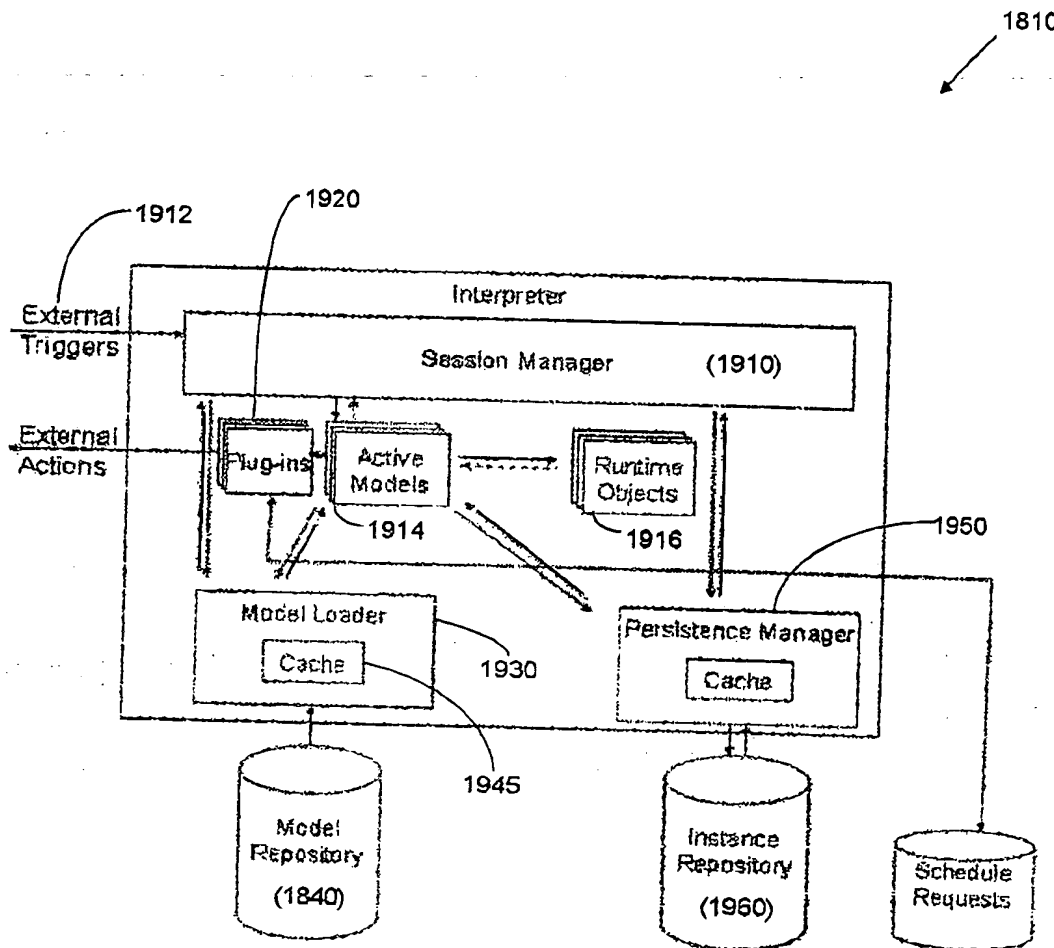 1810
1912
1920
Interpreter
External
Triggers
Session Manager (1910)
External
Actions
Plug-ins
Active
Models
Runtime
Objects
1914
1916
1950
Model Loader
Cache
1930
Persistence Manager
Cache
1945
Model
Repository
(1840)
Instance
Repository
(1960)
Schedule
Requests